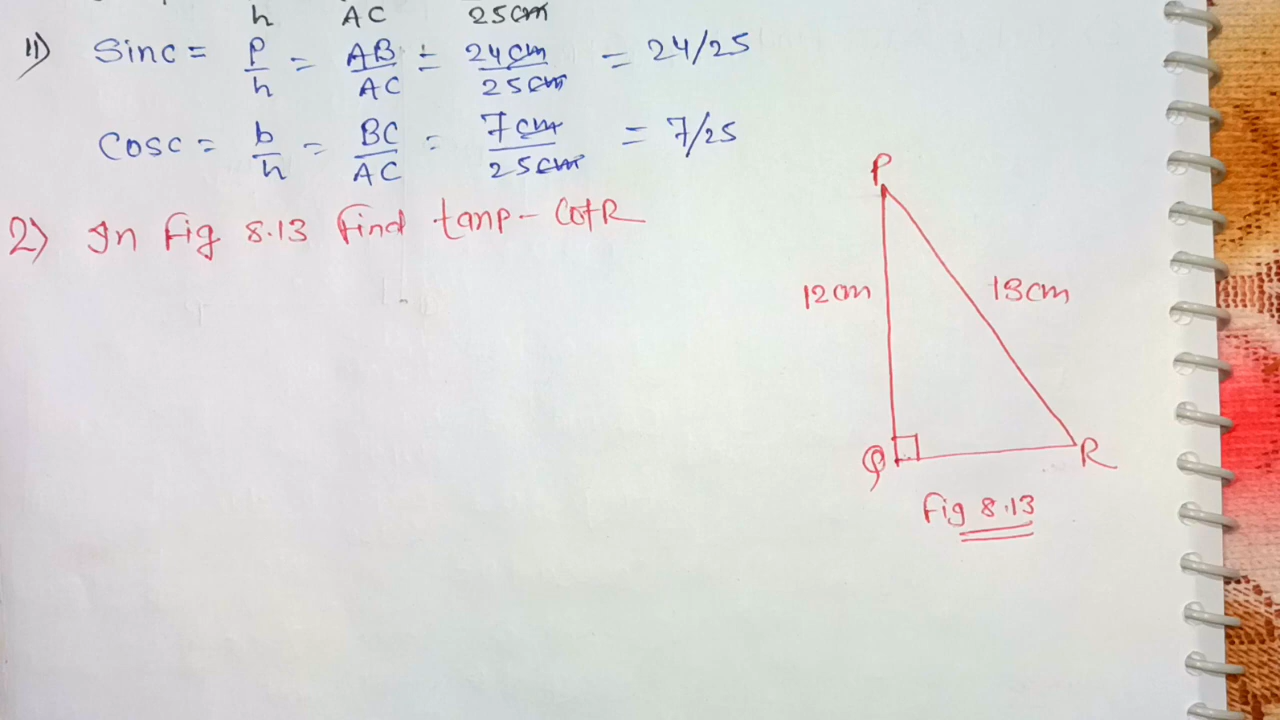 h AC 25cm
11) Sinc = P/h = AB/AC = 24cm/25cm = 24/25
Cosc = b/h = BC/AC = 7cm/25cm = 7/25
2) In Fig 8.13 find tanp - CotR
P
12cm 13cm
Q R
Fig 8.13